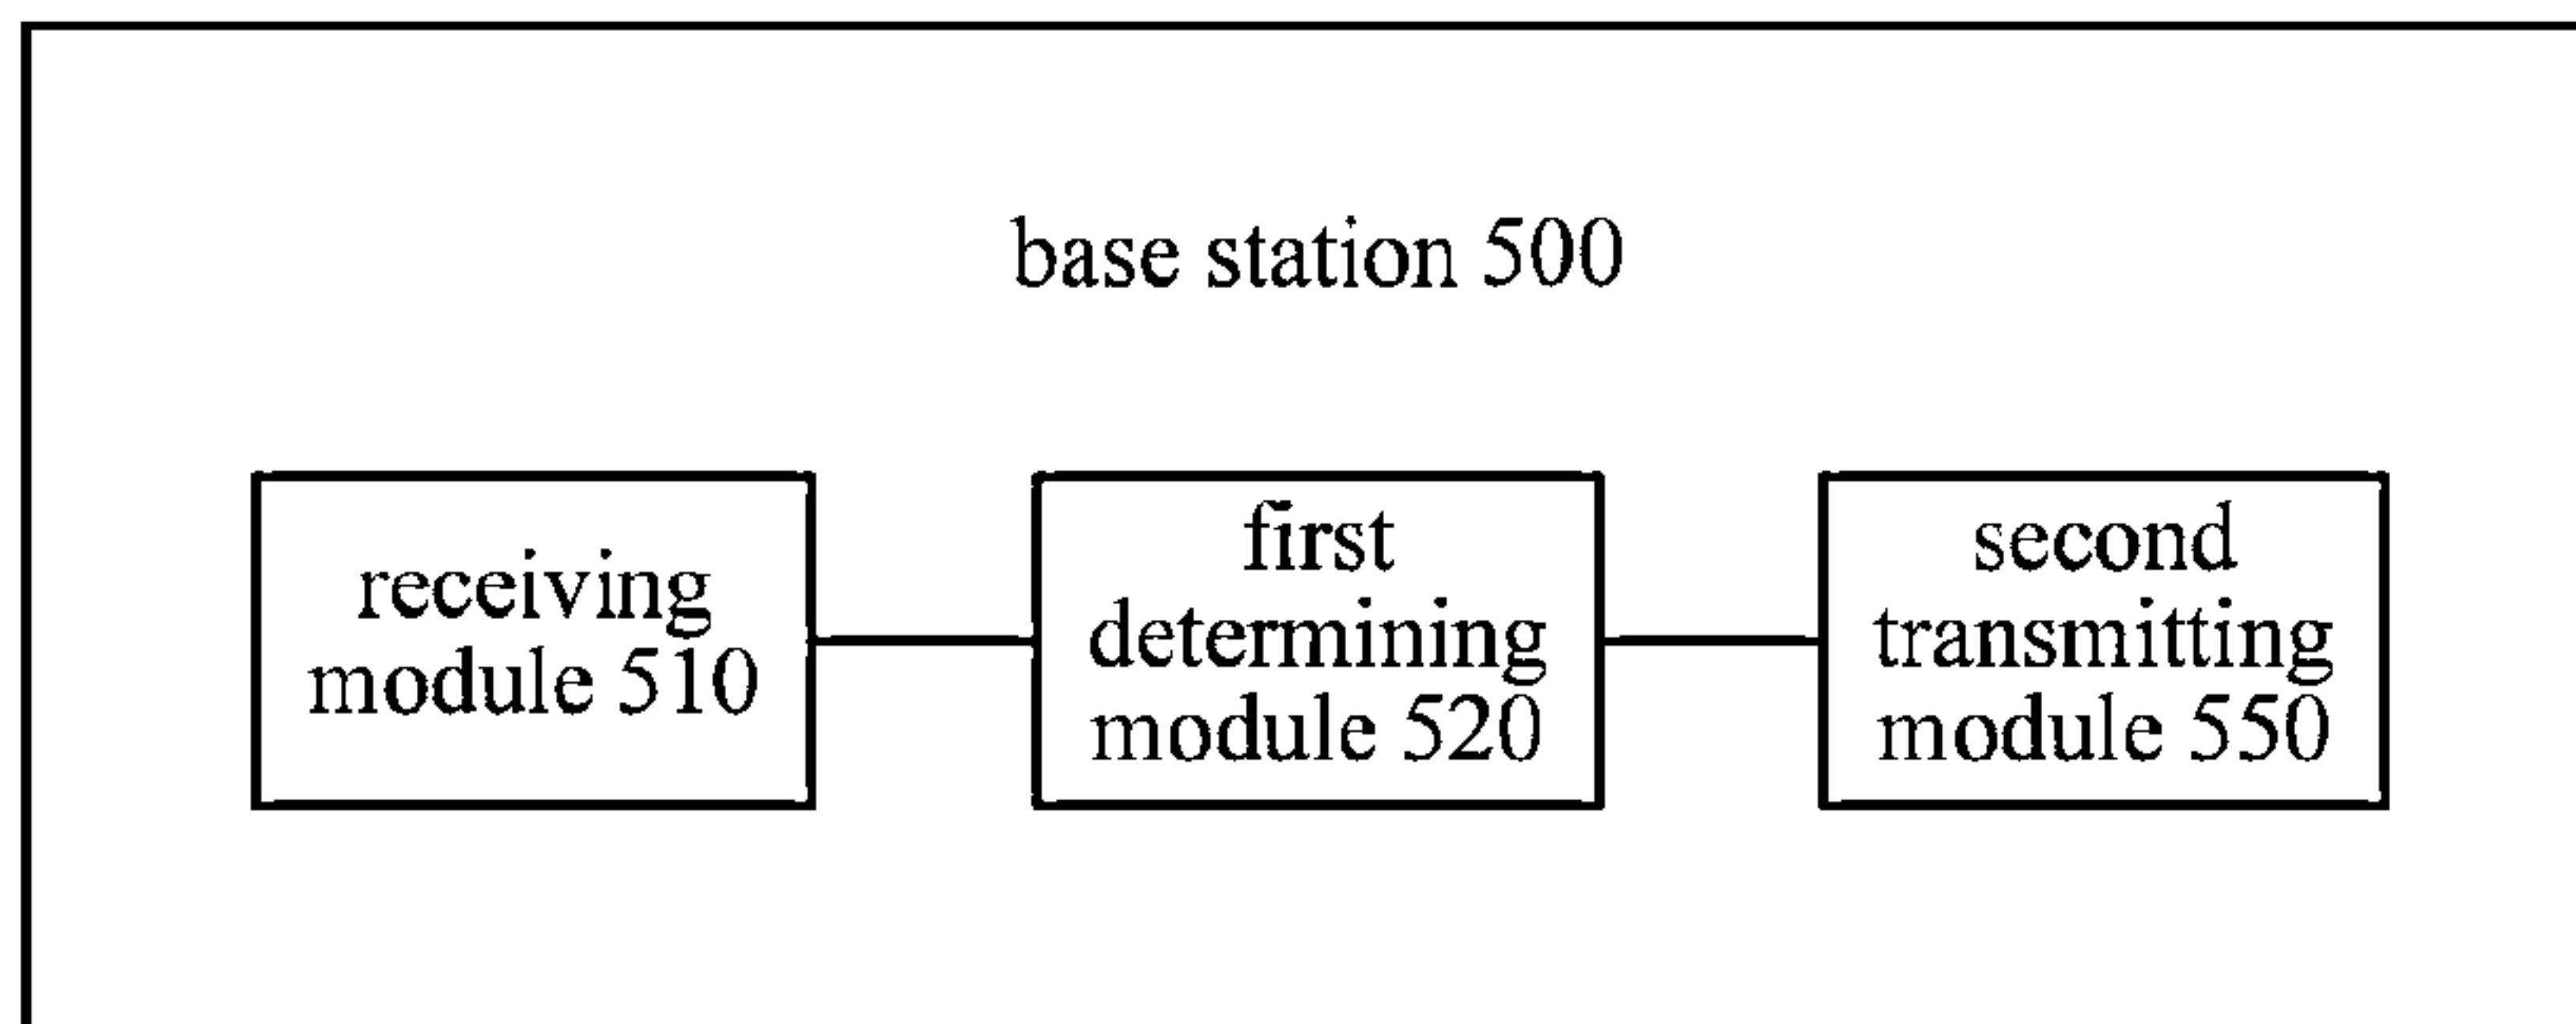 base station 500
receiving
module 510
first
determining
module 520
second
transmitting
module 550